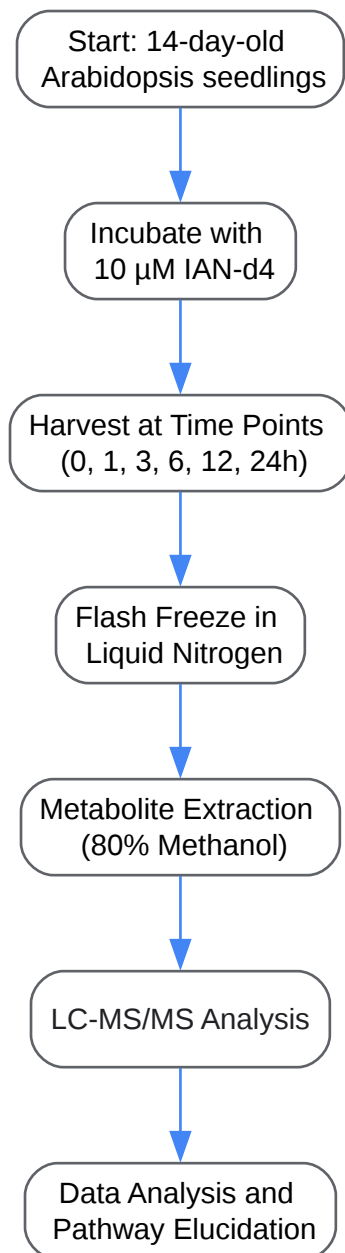 Start: 14-day-old
Arabidopsis seedlings
Incubate with
10 µM IAN-d4
Harvest at Time Points
(0, 1, 3, 6, 12, 24h)
Flash Freeze in
Liquid Nitrogen
Metabolite Extraction
(80% Methanol)
LC-MS/MS Analysis
Data Analysis and
Pathway Elucidation